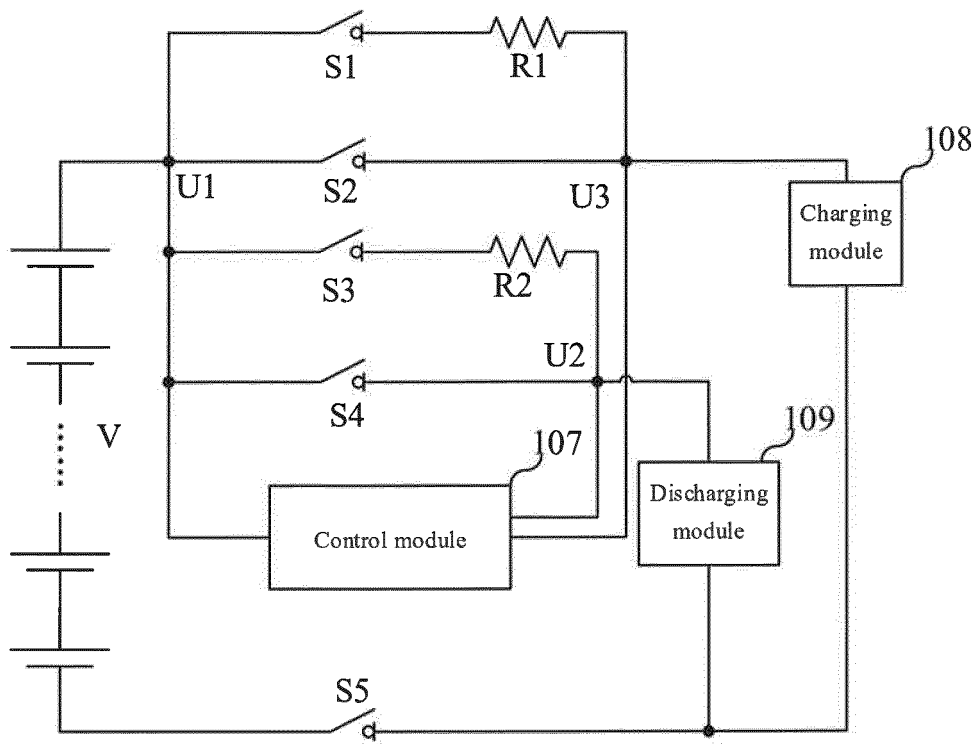 S1
R1
108
U1
S2
U3
Charging
module
S3
R2
U2
S4
V
107
109
Discharging
module
Control module
S5